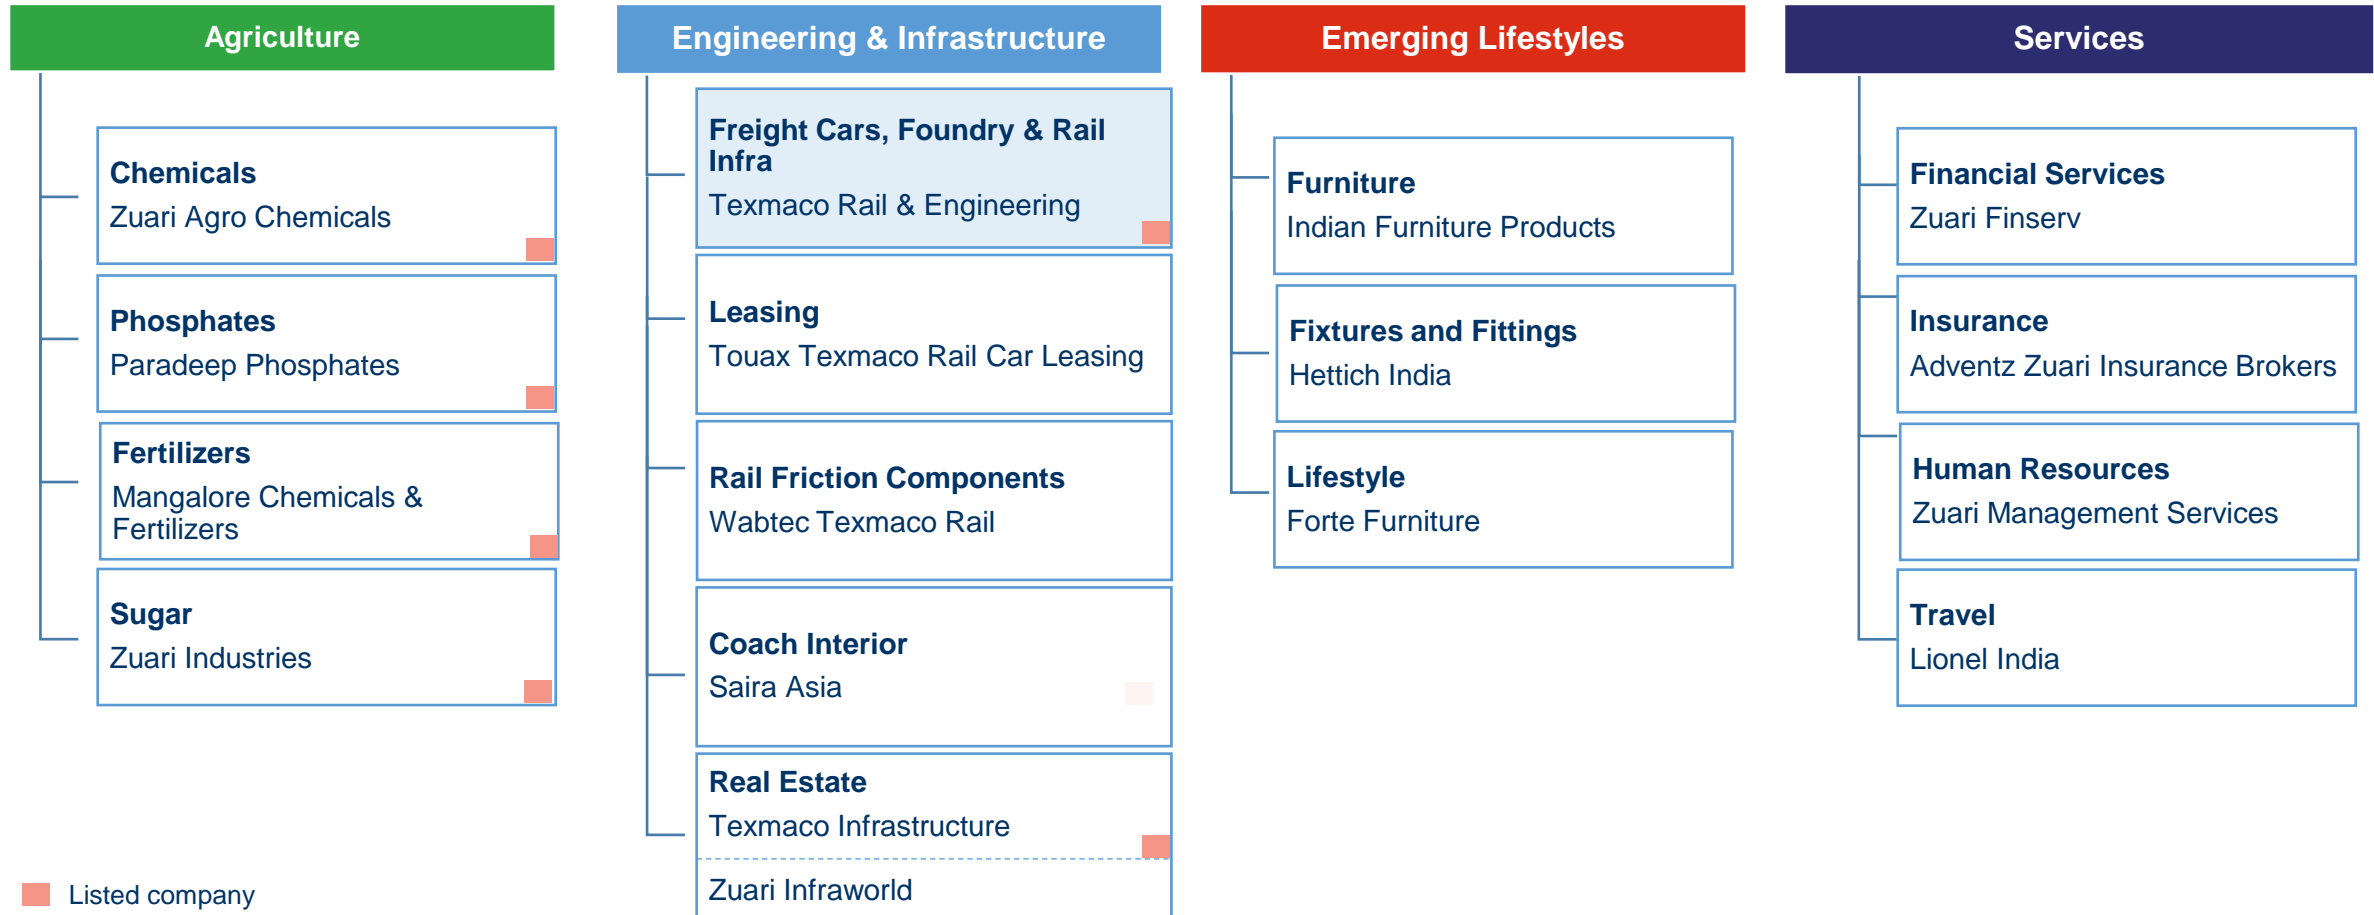 Agriculture
Chemicals
Zuari Agro Chemicals
Phosphates
Paradeep Phosphates
Fertilizers
Mangalore Chemicals &
Fertilizers
Sugar
Zuari Industries
Engineering & Infrastructure
Freight Cars, Foundry & Rail
Infra
Texmaco Rail & Engineering
Leasing
Touax Texmaco Rail Car Leasing
Rail Friction Components
Wabtec Texmaco Rail
Coach Interior
Saira Asia
Real Estate
Texmaco Infrastructure
Zuari Infraworld
Emerging Lifestyles
Furniture
Indian Furniture Products
Fixtures and Fittings
Hettich India
Lifestyle
Forte Furniture
Services
Financial Services
Zuari Finserv
Insurance
Adventz Zuari Insurance Brokers
Human Resources
Zuari Management Services
Travel
Lionel India
Listed company